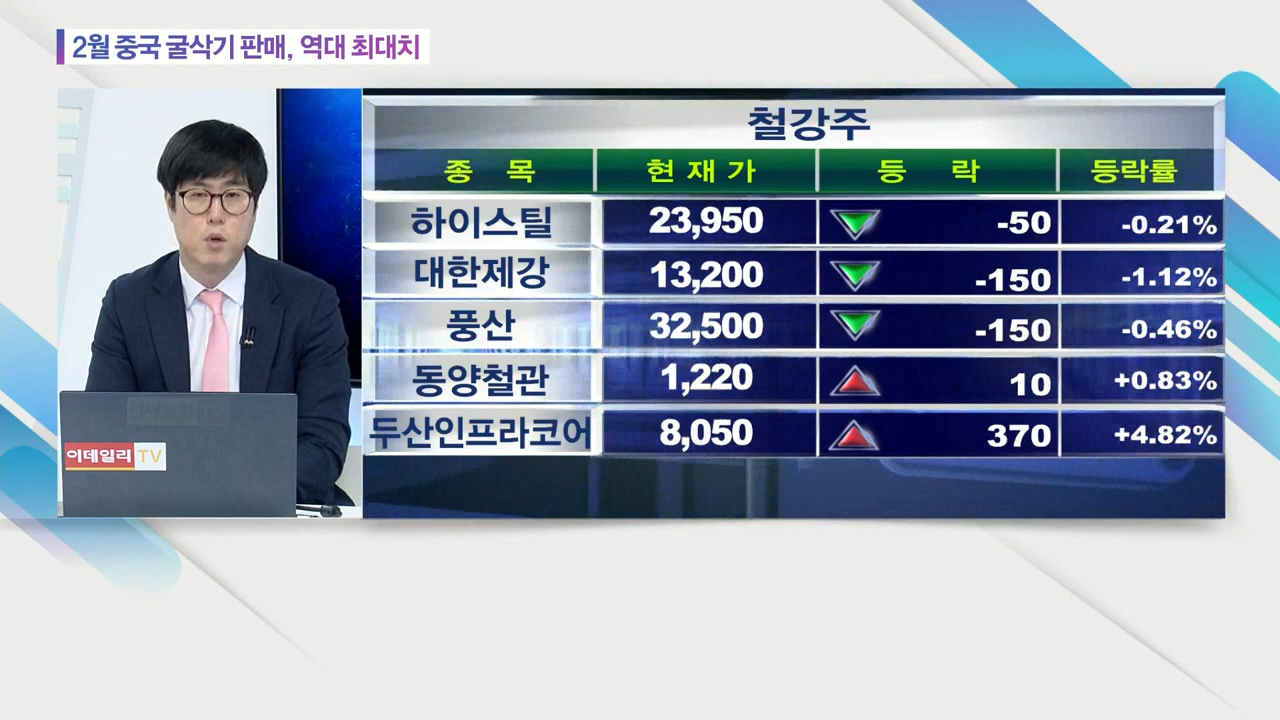 2월 중국 굴삭기 판매, 역대 최대치
철강주
종 목 현 재 가 등 락 등락률
하이스틸 23,950 -50 -0.21%
대한제강 13,200 -150 -1.12%
풍산 32,500 -150 -0.46%
동양철관 1,220 10 +0.83%
두산인프라코어 8,050 370 +4.82%
이데일리 TV